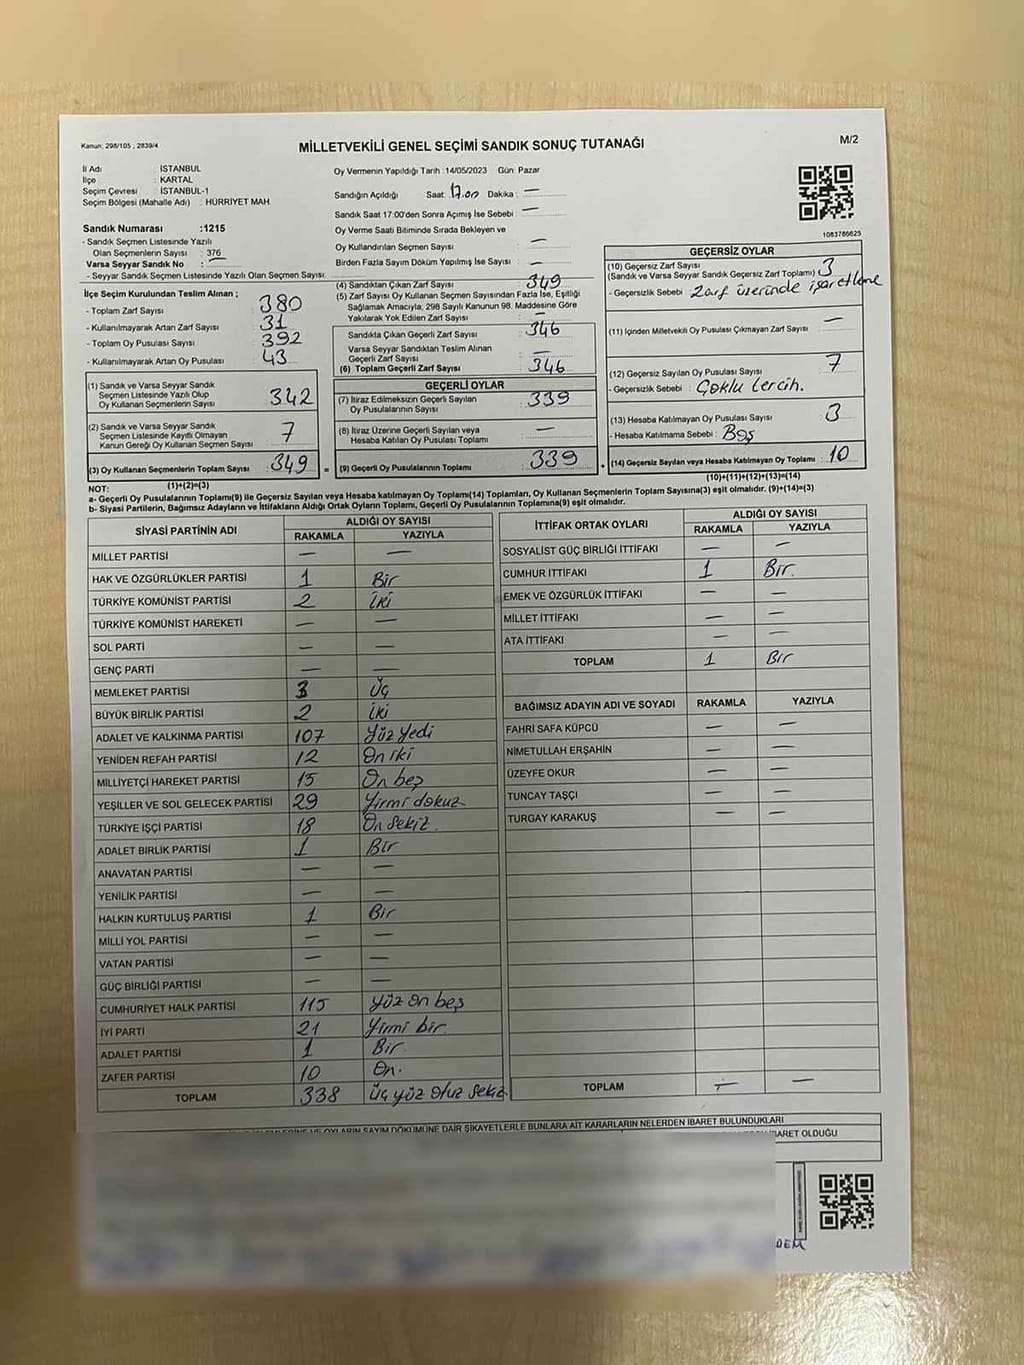 Kanun: 298/105 , 2839/4
MİLLETVEKİLİ GENEL SEÇİMİ SANDIK SONUÇ TUTANAĞI
M/2
İl Adı : İSTANBUL
İlçe : KARTAL
Seçim Çevresi : İSTANBUL-1
Seçim Bölgesi (Mahalle Adı) : HÜRRİYET MAH.
Sandık Numarası :1215
- Sandık Seçmen Listesinde Yazılı
Olan Seçmenlerin Sayısı : 376
Varsa Seyyar Sandık No : —
- Seyyar Sandık Seçmen Listesinde Yazılı Olan Seçmen Sayısı:
Oy Vermenin Yapıldığı Tarih :14/05/2023 Gün: Pazar
Sandığın Açıldığı Saat: 17.00 Dakika : —
Sandık Saat 17:00'den Sonra Açımış İse Sebebi : —
Oy Verme Saati Bitiminde Sırada Bekleyen ve
Oy Kullandırılan Seçmen Sayısı : —
Birden Fazla Sayım Döküm Yapılmış İse Sayısı : —
1083786625
İlçe Seçim Kurulundan Teslim Alınan ;
- Toplam Zarf Sayısı : 380
- Kullanılmayarak Artan Zarf Sayısı : 31
- Toplam Oy Pusulası Sayısı : 392
- Kullanılmayarak Artan Oy Pusulası : 43
(1) Sandık ve Varsa Seyyar Sandık
Seçmen Listesinde Yazılı Olup
Oy Kullanan Seçmenlerin Sayısı : 342
(2) Sandık ve Varsa Seyyar Sandık
Seçmen Listesinde Kayıtlı Olmayan
Kanun Gereği Oy Kullanan Seçmen Sayısı : 7
(3) Oy Kullanan Seçmenlerin Toplam Sayısı : 349 =
(1)+(2)=(3)
(4) Sandıktan Çıkan Zarf Sayısı : 349
(5) Zarf Sayısı Oy Kullanan Seçmen Sayısından Fazla İse, Eşitliği
Sağlamak Amacıyla, 298 Sayılı Kanunun 98. Maddesine Göre
Yakılarak Yok Edilen Zarf Sayısı : —
Sandıkta Çıkan Geçerli Zarf Sayısı : 346
Varsa Seyyar Sandıktan Teslim Alınan
Geçerli Zarf Sayısı : —
(6) Toplam Geçerli Zarf Sayısı : 346
GEÇERLİ OYLAR
(7) İtiraz Edilmeksizin Geçerli Sayılan
Oy Pusulalarının Sayısı : 339
(8) İtiraz Üzerine Geçerli Sayılan veya
Hesaba Katılan Oy Pusulası Toplamı : —
(9) Geçerli Oy Pusulalarının Toplamı : 339 +
GEÇERSİZ OYLAR
(10) Geçersiz Zarf Sayısı : 3
(Sandık ve Varsa Seyyar Sandık Geçersiz Zarf Toplamı)
- Geçersizlik Sebebi : Zarf üzerinde işaretleme
(11) İçinden Milletvekili Oy Pusulası Çıkmayan Zarf Sayısı : —
(12) Geçersiz Sayılan Oy Pusulası Sayısı : 7
- Geçersizlik Sebebi : Çoklu tercih.
(13) Hesaba Katılmayan Oy Pusulası Sayısı : 3
- Hesaba Katılmama Sebebi : Boş
(14) Geçersiz Sayılan veya Hesaba Katılmayan Oy Toplamı : 10
(10)+(11)+(12)+(13)=(14)
NOT:
a- Geçerli Oy Pusulalarının Toplamı(9) ile Geçersiz Sayılan veya Hesaba katılmayan Oy Toplamı(14) Toplamları, Oy Kullanan Seçmenlerin Toplam Sayısına(3) eşit olmalıdır. (9)+(14)=(3)
b- Siyasi Partilerin, Bağımsız Adayların ve İttifakların Aldığı Ortak Oyların Toplamı, Geçerli Oy Pusulalarının Toplamına(9) eşit olmalıdır.
SİYASİ PARTİNİN ADI ALDIĞI OY SAYISI
RAKAMLA YAZIYLA
MİLLET PARTİSİ — —
HAK VE ÖZGÜRLÜKLER PARTİSİ 1 Bir
TÜRKİYE KOMÜNİST PARTİSİ 2 İki
TÜRKİYE KOMÜNİST HAREKETİ — —
SOL PARTİ — —
GENÇ PARTİ — —
MEMLEKET PARTİSİ 3 Üç
BÜYÜK BİRLİK PARTİSİ 2 İki
ADALET VE KALKINMA PARTİSİ 107 Yüz yedi
YENİDEN REFAH PARTİSİ 12 On iki
MİLLİYETÇİ HAREKET PARTİSİ 15 On beş
YEŞİLLER VE SOL GELECEK PARTİSİ 29 Yirmi dokuz
TÜRKİYE İŞÇİ PARTİSİ 18 On sekiz.
ADALET BİRLİK PARTİSİ 1 Bir
ANAVATAN PARTİSİ — —
YENİLİK PARTİSİ — —
HALKIN KURTULUŞ PARTİSİ 1 Bir
MİLLİ YOL PARTİSİ — —
VATAN PARTİSİ — —
GÜÇ BİRLİĞİ PARTİSİ — —
CUMHURİYET HALK PARTİSİ 115 Yüz on beş
İYİ PARTİ 21 Yirmi bir.
ADALET PARTİSİ 1 Bir.
ZAFER PARTİSİ 10 On.
TOPLAM 338 Üç yüz otuz sekiz
İTTİFAK ORTAK OYLARI ALDIĞI OY SAYISI
RAKAMLA YAZIYLA
SOSYALİST GÜÇ BİRLİĞİ İTTİFAKI — —
CUMHUR İTTİFAKI 1 Bir.
EMEK VE ÖZGÜRLÜK İTTİFAKI — —
MİLLET İTTİFAKI — —
ATA İTTİFAKI — —
TOPLAM 1 Bir
BAĞIMSIZ ADAYIN ADI VE SOYADI RAKAMLA YAZIYLA
FAHRİ SAFA KÜPCÜ — —
NİMETULLAH ERŞAHİN — —
ÜZEYFE OKUR — —
TUNCAY TAŞÇI — —
TURGAY KARAKUŞ — —
TOPLAM — —
OYLARIN SAYIM DÖKÜMÜNE DAİR ŞİKAYETLERLE BUNLARA AİT KARARLARIN NELERDEN İBARET BULUNDUKLARI
İBARET OLDUĞU
DEM